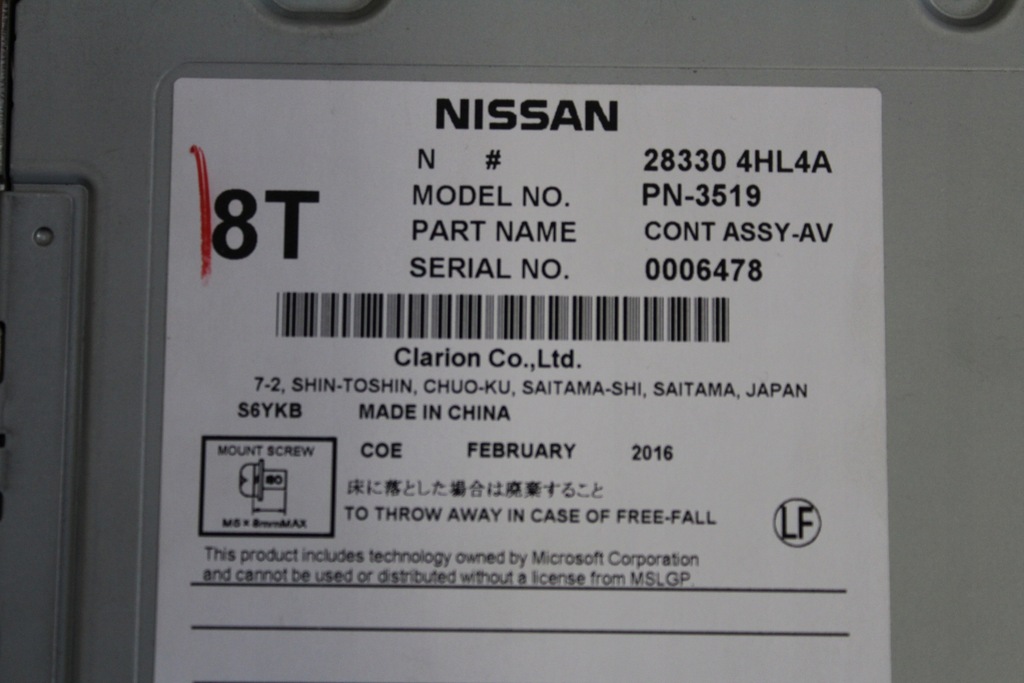 NISSAN
N # 28330 4HL4A
MODEL NO. PN-3519
8T
PART NAME CONT ASSY-AV
SERIAL NO. 0006478
Clarion Co.,Ltd.
7-2, SHIN-TOSHIN, CHUO-KU, SAITAMA-SHI, SAITAMA, JAPAN
S6YKB MADE IN CHINA
COE FEBRUARY 2016
MOUNT SCREW
M5 × 8mmMAX
床に落とした場合は廃棄すること
TO THROW AWAY IN CASE OF FREE-FALL
LF
This product includes technology owned by Microsoft Corporation
and cannot be used or distributed without a license from MSLGP.